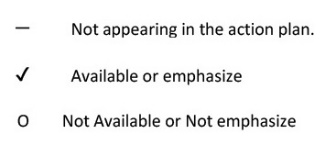 — Not appearing in the action plan.
✓ Available or emphasize
O Not Available or Not emphasize